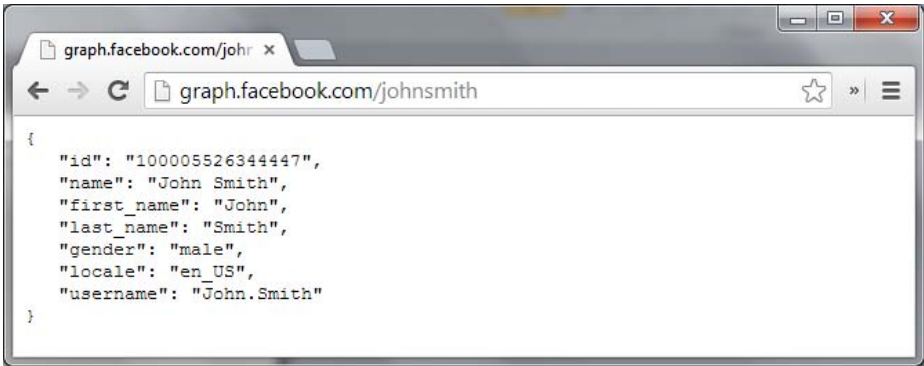 graph.facebook.com/john
graph.facebook.com/johnsmith
{
   "id": "100005526344447",
   "name": "John Smith",
   "first_name": "John",
   "last_name": "Smith",
   "gender": "male",
   "locale": "en_US",
   "username": "John.Smith"
}